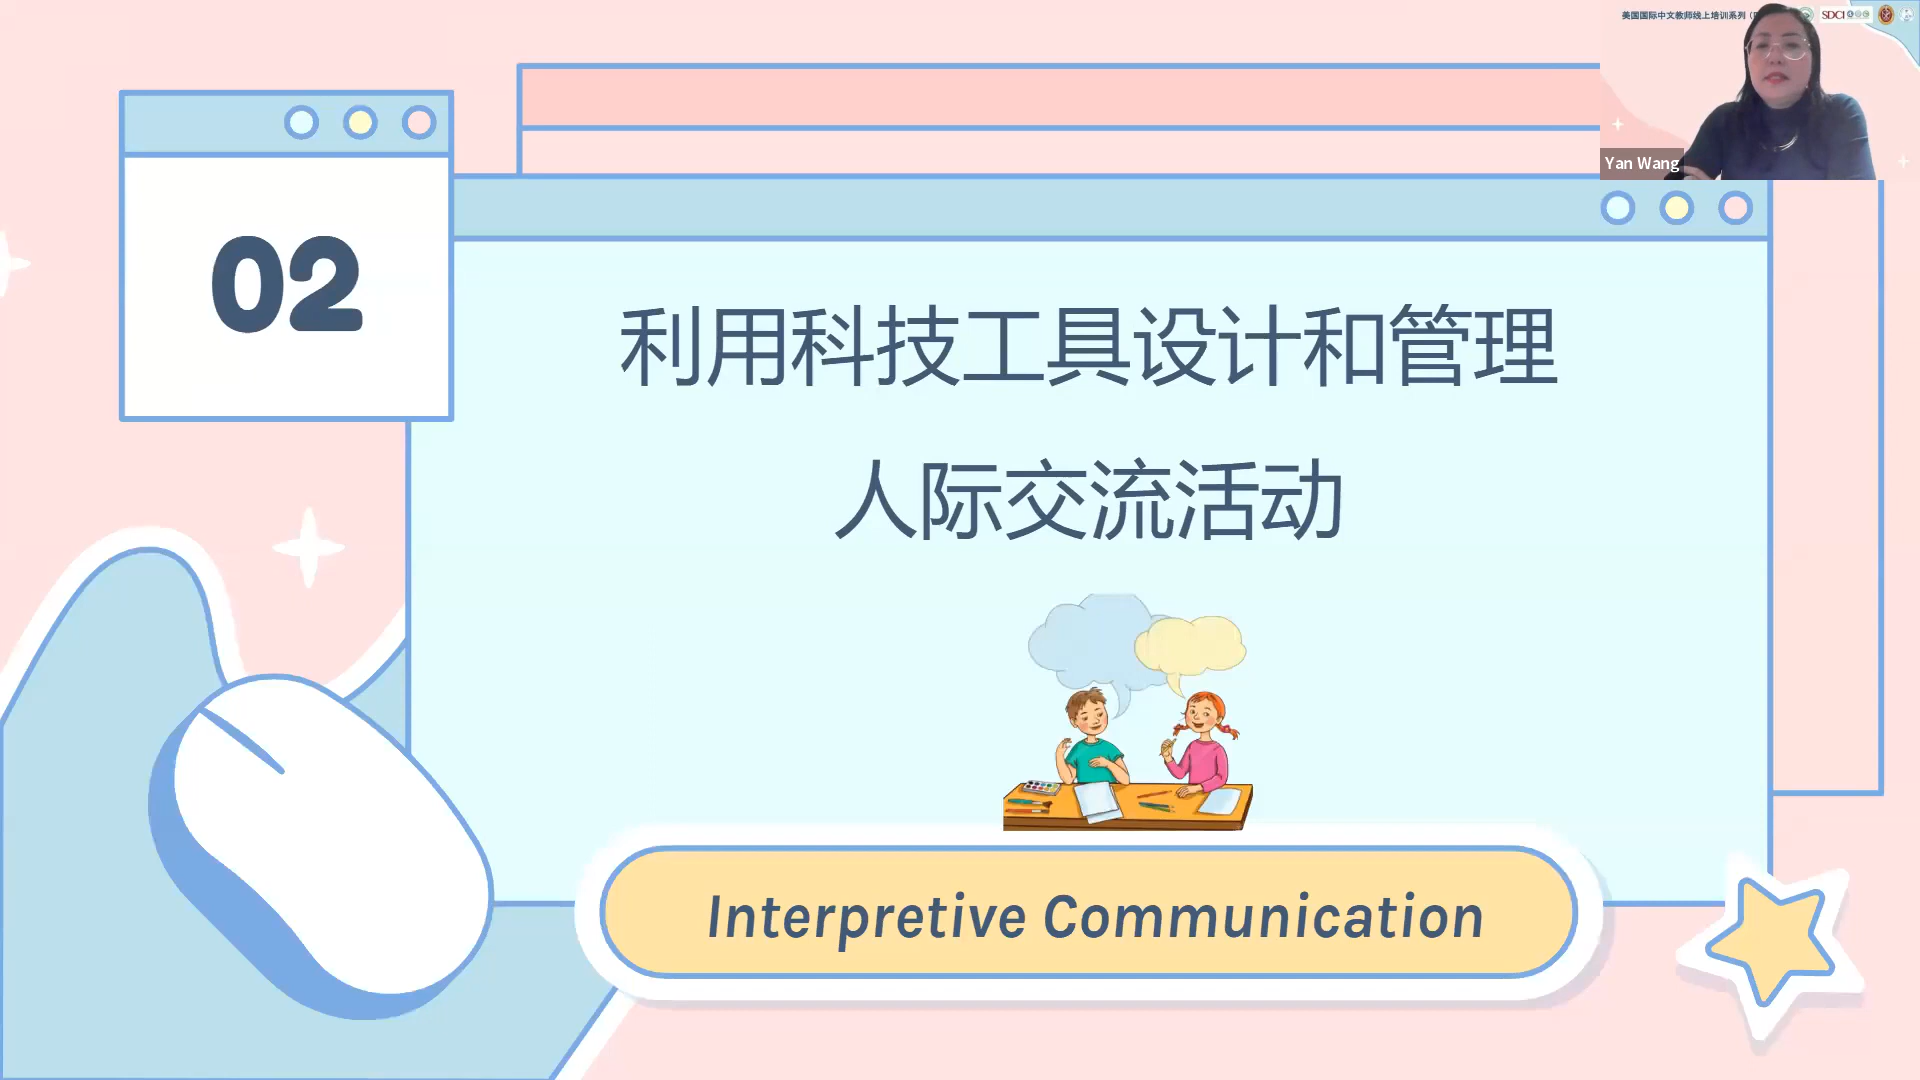 美国国际中文教师线上培训系列
SDCI
Yan Wang
02
利用科技工具设计和管理
人际交流活动
Interpretive Communication